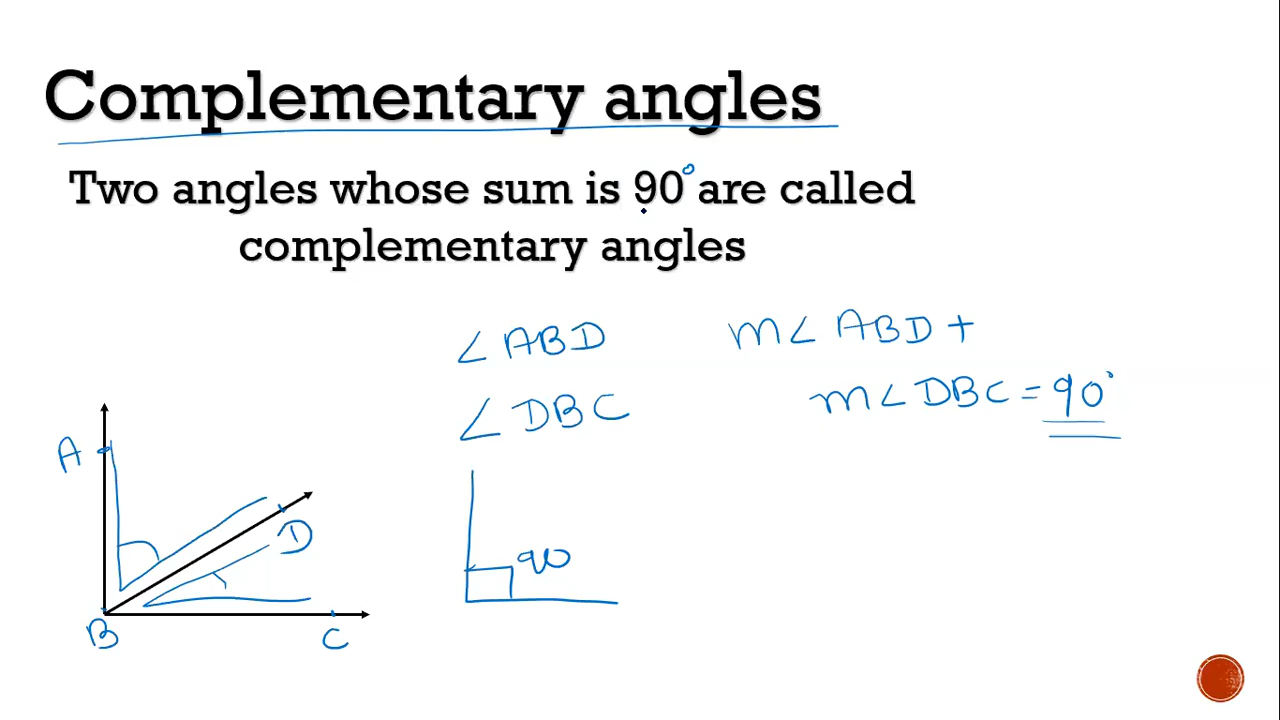 Complementary angles
Two angles whose sum is 90° are called
complementary angles
∠ABD
m∠ABD +
∠DBC
m∠DBC = 90°
A
D
90
B
C